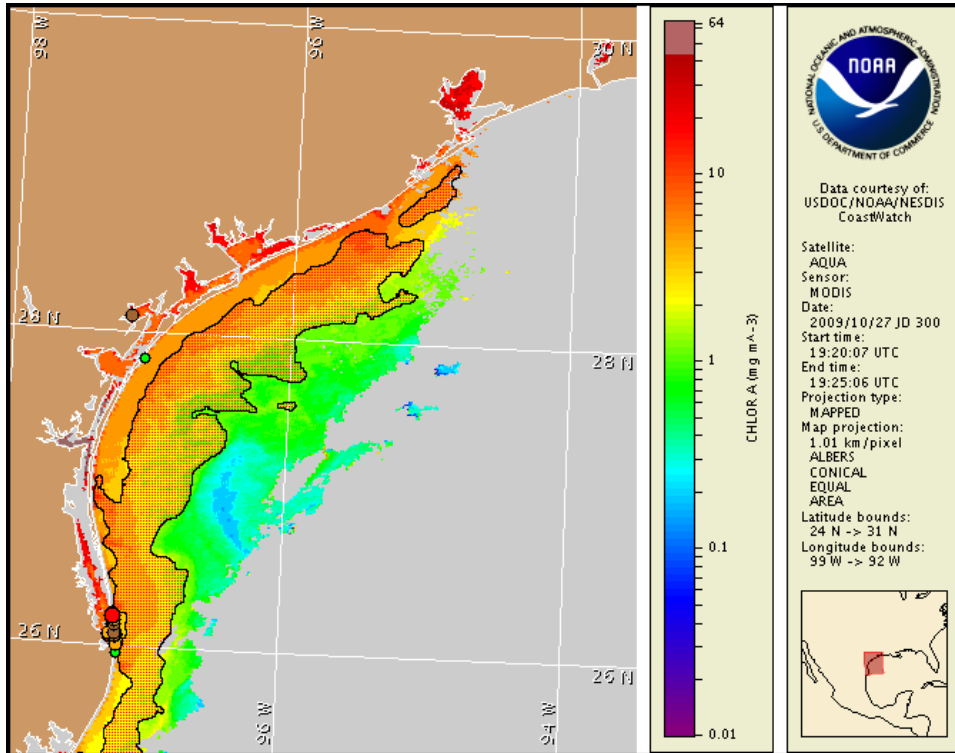 98 W
96 W
30 N
28 N
28 N
26 N
26 N
96 W
94 W
64
10
1
0.1
0.01
CHLOR A (mg m^-3)
NATIONAL OCEANIC AND ATMOSPHERIC ADMINISTRATION
NOAA
U.S. DEPARTMENT OF COMMERCE
Data courtesy of:
USDOC/NOAA/NESDIS
CoastWatch
Satellite:
AQUA
Sensor:
MODIS
Date:
2009/10/27 JD 300
Start time:
19:20:07 UTC
End time:
19:25:06 UTC
Projection type:
MAPPED
Map projection:
1.01 km/pixel
ALBERS
CONICAL
EQUAL
AREA
Latitude bounds:
24 N -> 31 N
Longitude bounds:
99 W -> 92 W